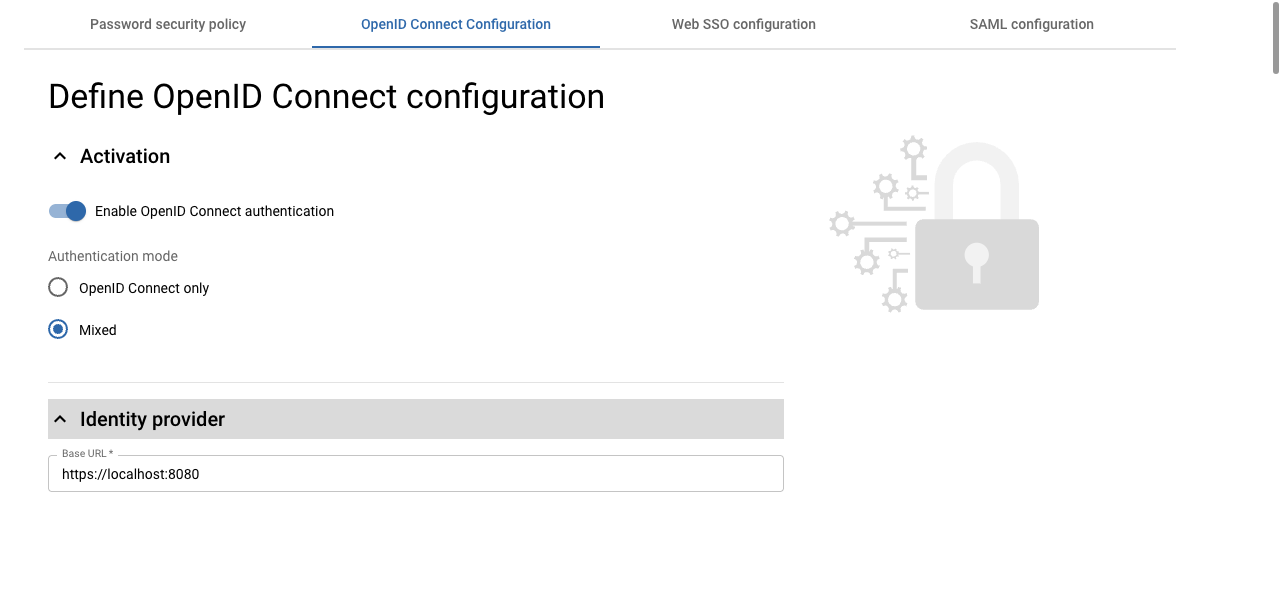 Password security policy
OpenID Connect Configuration
Web SSO configuration
SAML configuration
Define OpenID Connect configuration
Activation
Enable OpenID Connect authentication
Authentication mode
OpenID Connect only
Mixed
Identity provider
Base URL *
https://localhost:8080